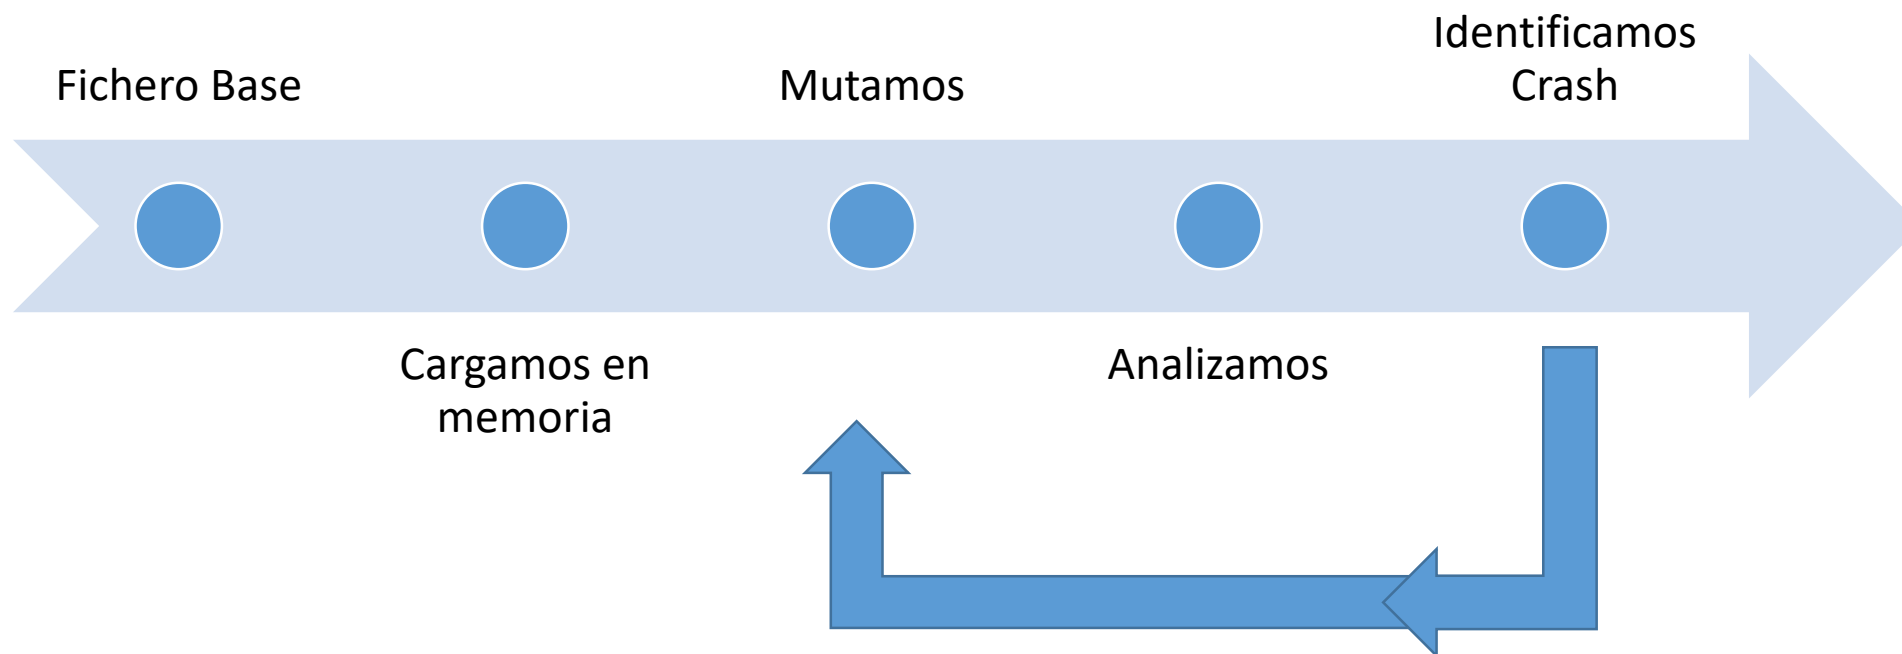 Fichero Base
Cargamos en
memoria
Mutamos
Analizamos
Identificamos
Crash